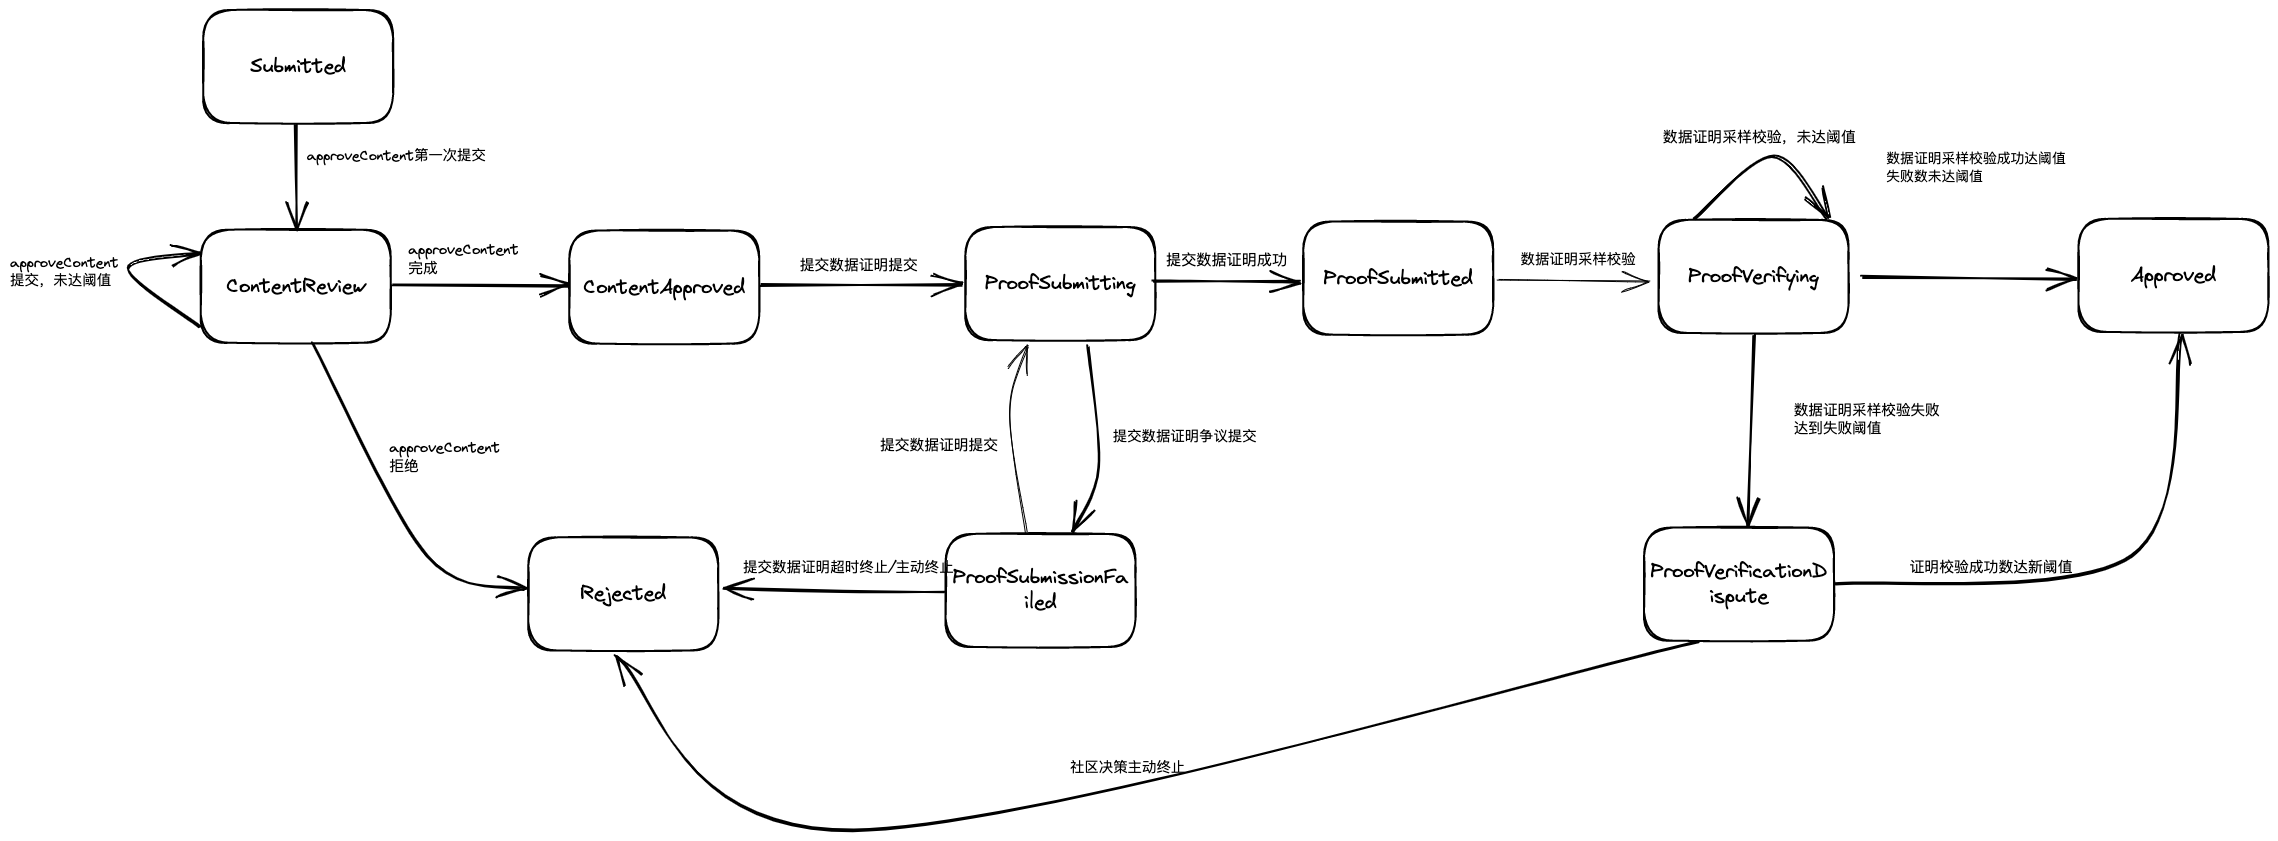 Submitted
approveContent第一次提交
数据证明采样校验，未达阈值
数据证明采样校验成功达阈值
失败数未达阈值
approveContent
提交，未达阈值
ContentReview
approveContent
完成
ContentApproved
提交数据证明提交
ProofSubmitting
提交数据证明成功
ProofSubmitted
数据证明采样校验
ProofVerifying
Approved
approveContent
拒绝
提交数据证明提交
提交数据证明争议提交
数据证明采样校验失败
达到失败阈值
Rejected
提交数据证明超时终止/主动终止
ProofSubmissionFa
iled
ProofVerificationD
ispute
证明校验成功数达新阈值
社区决策主动终止